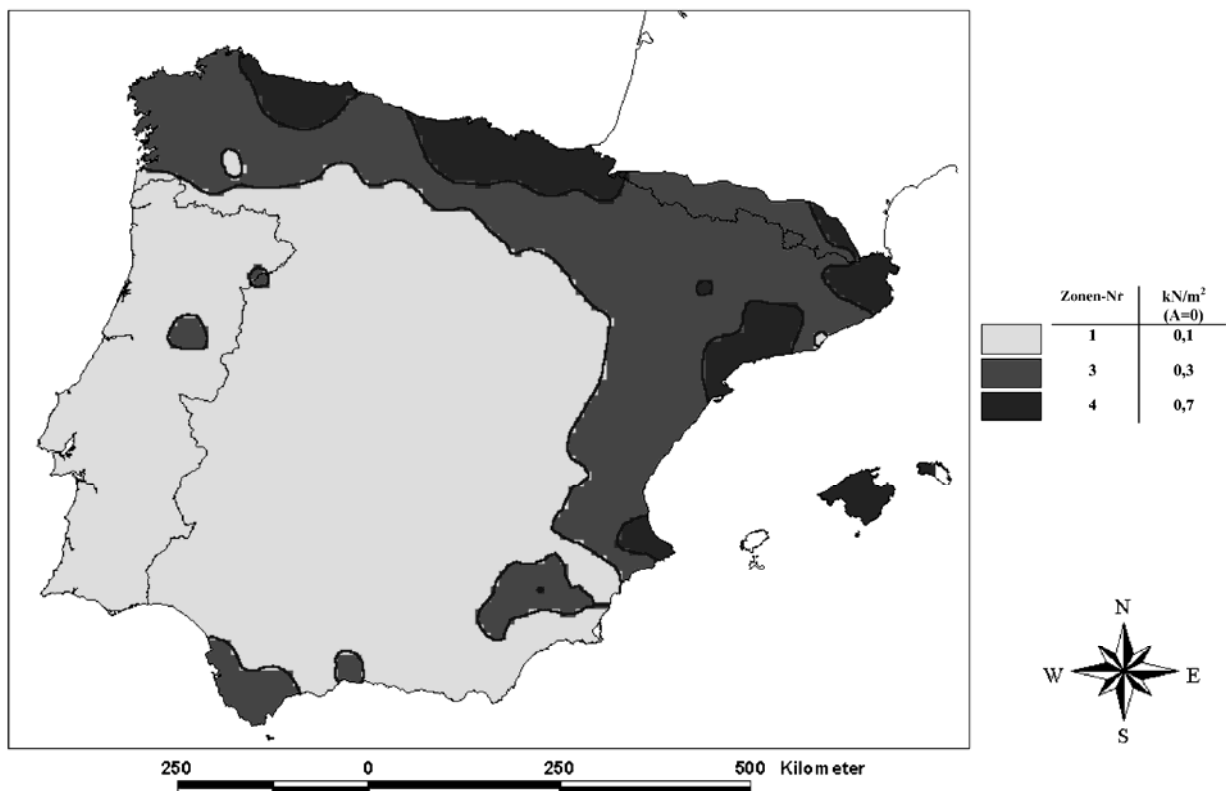 Zonen-Nr kN/m²
(A=0)
1 0,1
3 0,3
4 0,7
N
W E
S
250 0 250 500 Kilometer